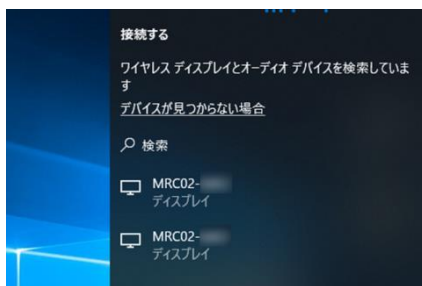 接続する
ワイヤレス ディスプレイとオーディオ デバイスを検索していま
す
デバイスが見つからない場合
検索
MRC02-
ディスプレイ
MRC02-
ディスプレイ